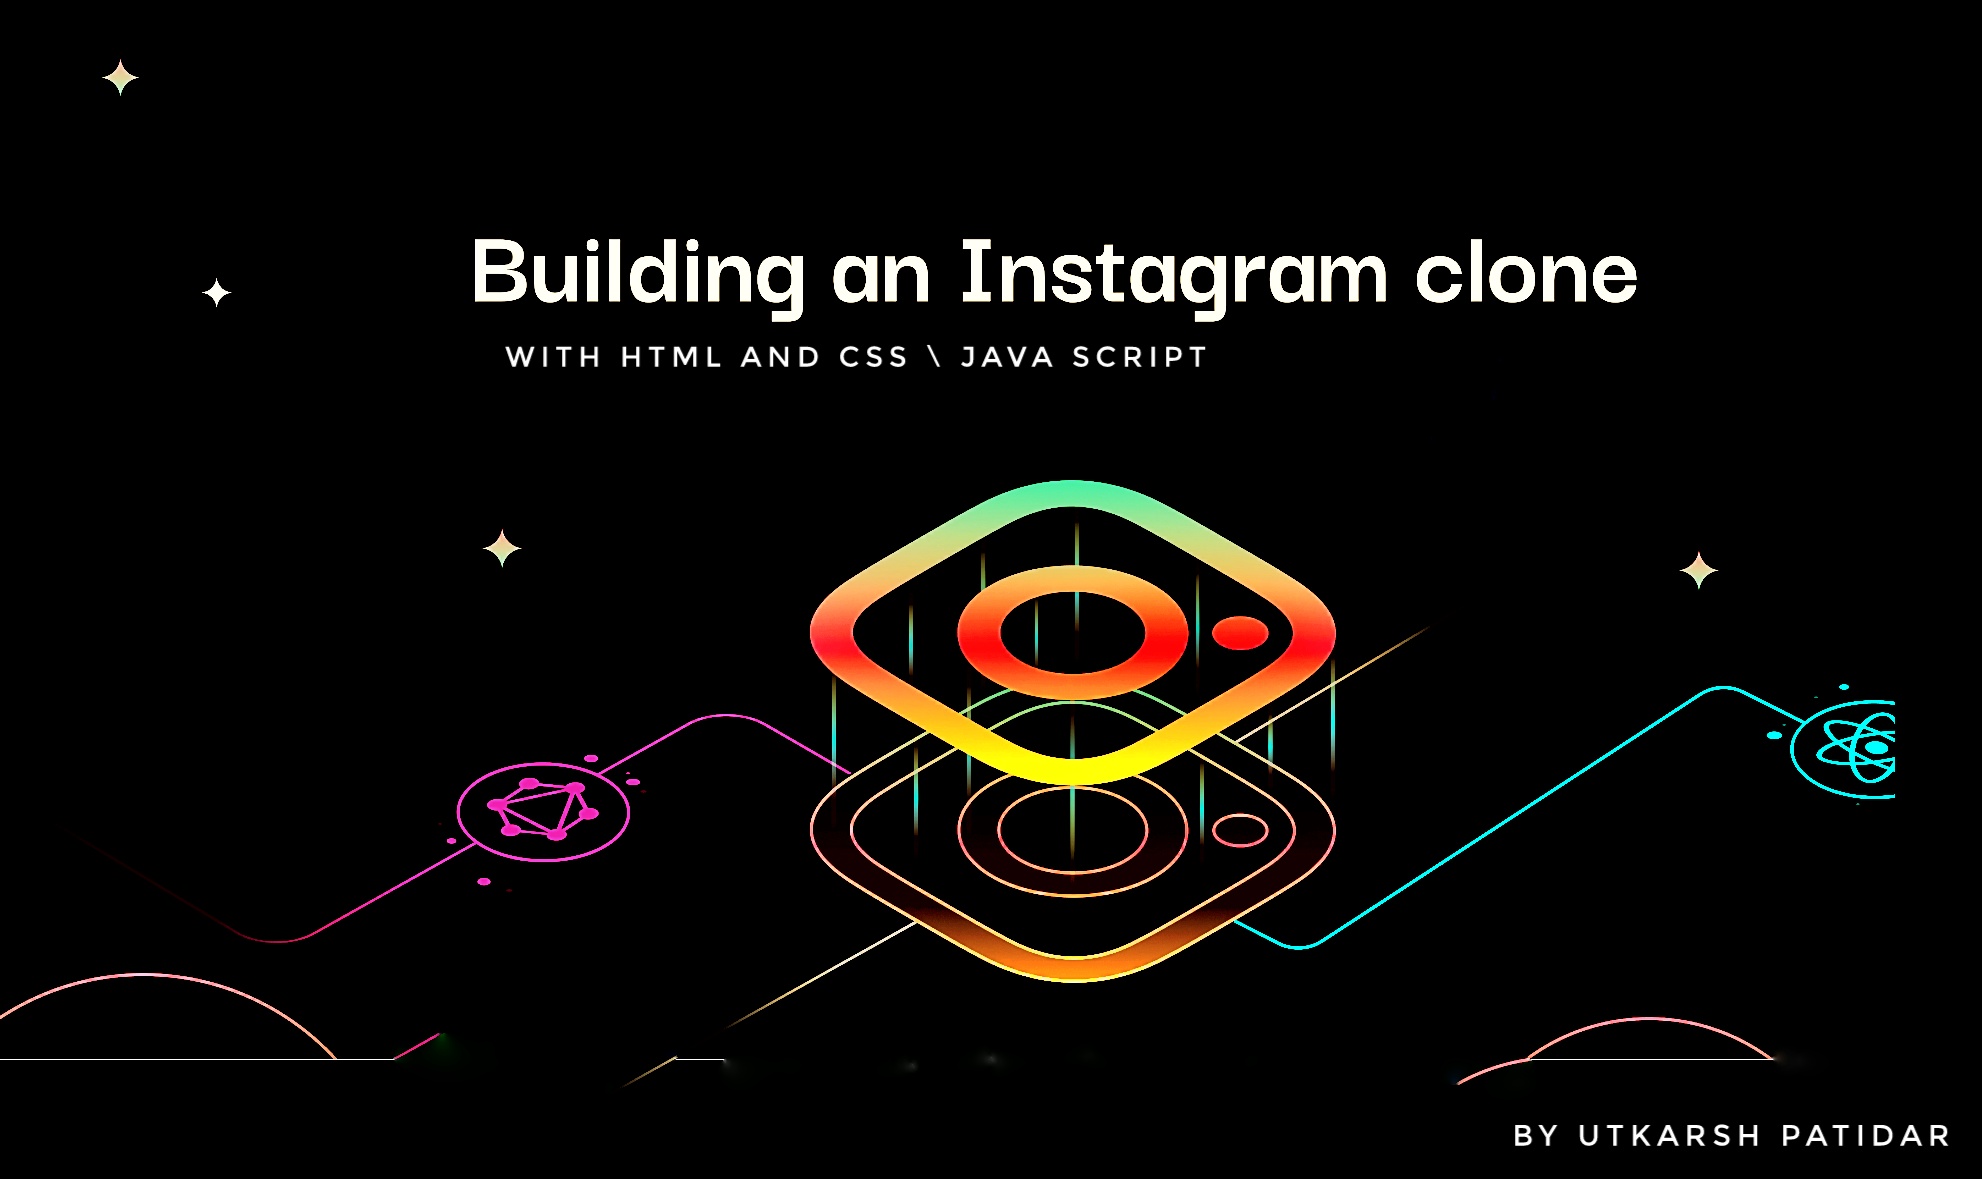 Building an Instagram clone
WITH HTML AND CSS \ JAVA SCRIPT
BY UTKARSH PATIDAR